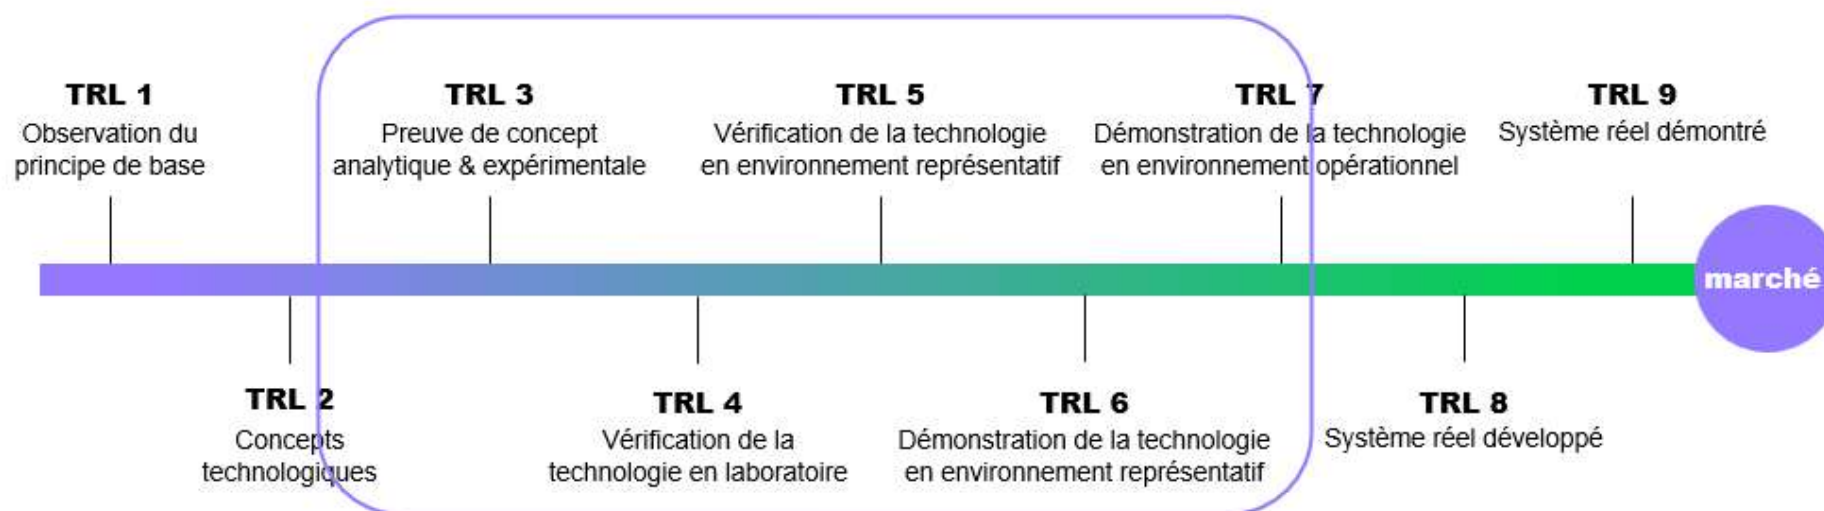 TRL 1
Observation du
principe de base
TRL 3
Preuve de concept
analytique & expérimentale
TRL 5
Vérification de la technologie
en environnement représentatif
TRL 7
Démonstration de la technologie
en environnement opérationnel
TRL 9
Système réel démontré
marché
TRL 2
Concepts
technologiques
TRL 4
Vérification de la
technologie en laboratoire
TRL 6
Démonstration de la technologie
en environnement représentatif
TRL 8
Système réel développé